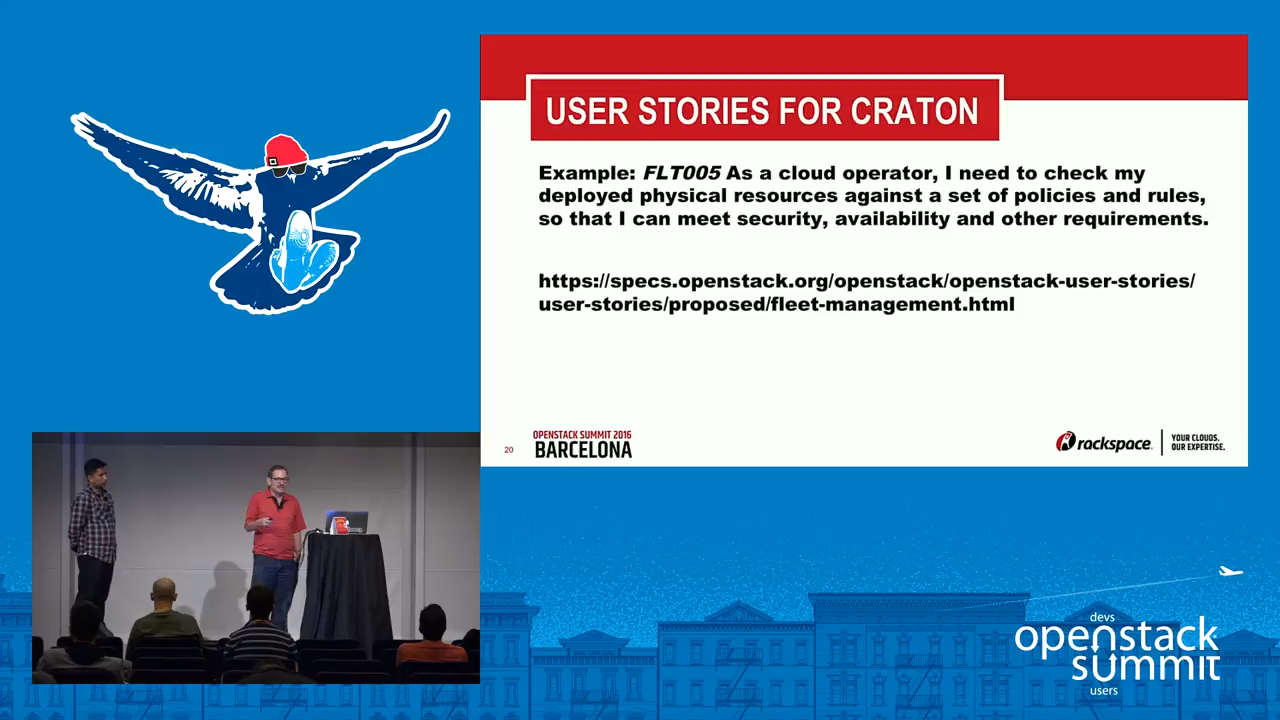 USER STORIES FOR CRATON
Example: FLT005 As a cloud operator, I need to check my
deployed physical resources against a set of policies and rules,
so that I can meet security, availability and other requirements.
https://specs.openstack.org/openstack/openstack-user-stories/
user-stories/proposed/fleet-management.html
20
OPENSTACK SUMMIT 2016
BARCELONA
rackspace.
YOUR CLOUDS.
OUR EXPERTISE.
devs
openstack
summit
users